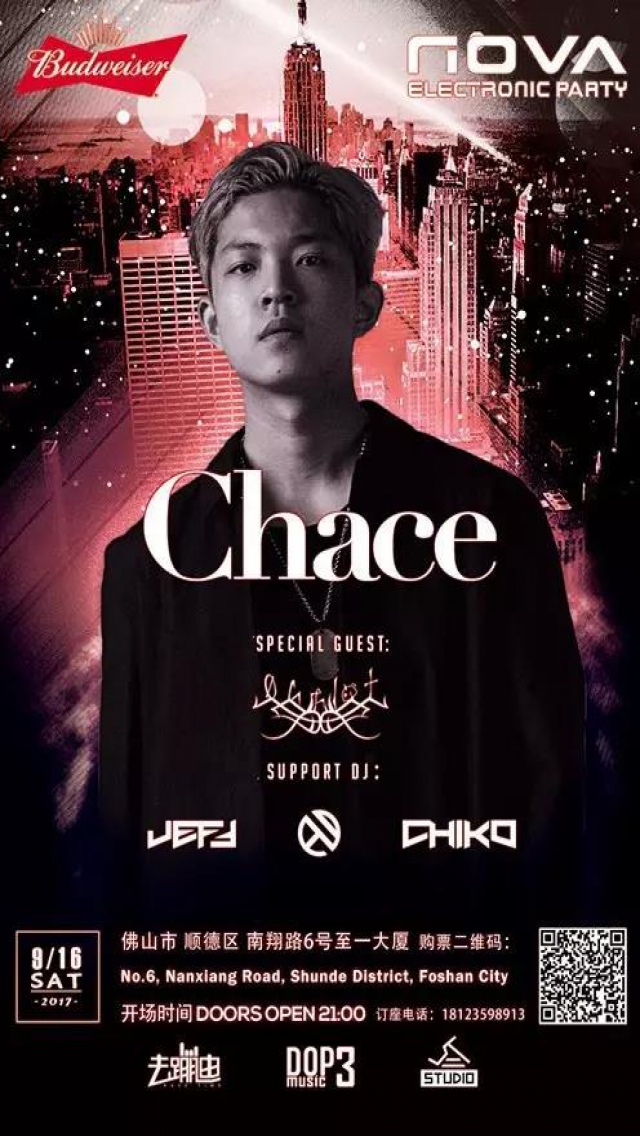 Budweiser
NOVA
ELECTRONIC PARTY
Chace
SPECIAL GUEST:
SUPPORT DJ:
JEFY
CHIKO
9/16
SAT
-2017-
佛山市 顺德区 南翔路6号至一大厦 购票二维码:
No.6, Nanxiang Road, Shunde District, Foshan City
开场时间 DOORS OPEN 21:00 订座电话: 18123598913
去蹦迪
DOP3
music
STUDIO